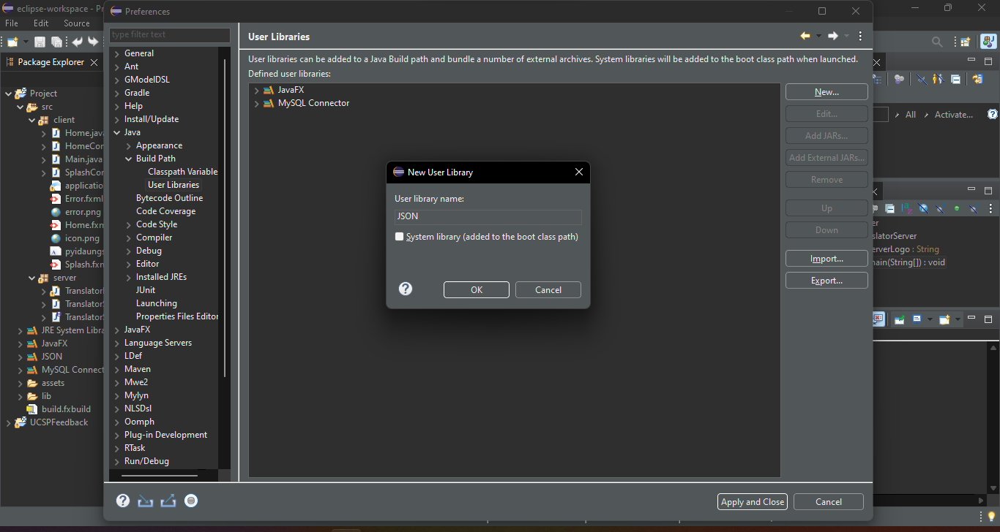 eclipse-workspace - Pr
Preferences
File Edit Source
type filter text
User Libraries
Package Explorer
User libraries can be added to a Java Build path and bundle a number of external archives. System libraries will be added to the boot class path when launched.
Defined user libraries:
JavaFX
MySQL Connector
New...
Edit...
Add JARs...
Add External JARs...
Remove
Up
Down
Import...
Export...
New User Library
User library name:
JSON
System library (added to the boot class path)
OK
Cancel
General
Ant
GModelDSL
Gradle
Help
Install/Update
Java
Appearance
Build Path
Classpath Variable
User Libraries
Bytecode Outline
Code Coverage
Code Style
Compiler
Debug
Editor
Installed JREs
JUnit
Launching
Properties Files Editor
JavaFX
Language Servers
LDef
Maven
Mwe2
Mylyn
NLSDsl
Oomph
Plug-in Development
RTask
Run/Debug
Project
src
client
Home.java
HomeCon
Main.java
SplashCon
applicatio
Error.fxml
error.png
Home.fxm
icon.png
pyidaungs
Splash.fxm
server
Translator
Translator
Translator
JRE System Libra
JavaFX
JSON
MySQL Connect
assets
lib
build.fxbuild
UCSPFeedback
All Activate...
er
slatorServer
erverLogo : String
ain(String[]) : void
Apply and Close
Cancel